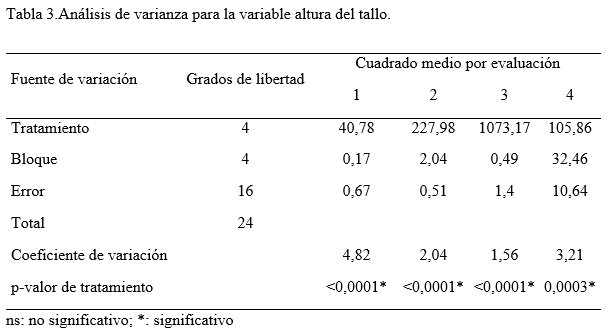 Tabla 3.Análisis de varianza para la variable altura del tallo.
Fuente de variación Grados de libertad Cuadrado medio por evaluación
1 2 3 4
Tratamiento 4 40,78 227,98 1073,17 105,86
Bloque 4 0,17 2,04 0,49 32,46
Error 16 0,67 0,51 1,4 10,64
Total 24
Coeficiente de variación 4,82 2,04 1,56 3,21
p-valor de tratamiento <0,0001* <0,0001* <0,0001* 0,0003*
ns: no significativo; *: significativo